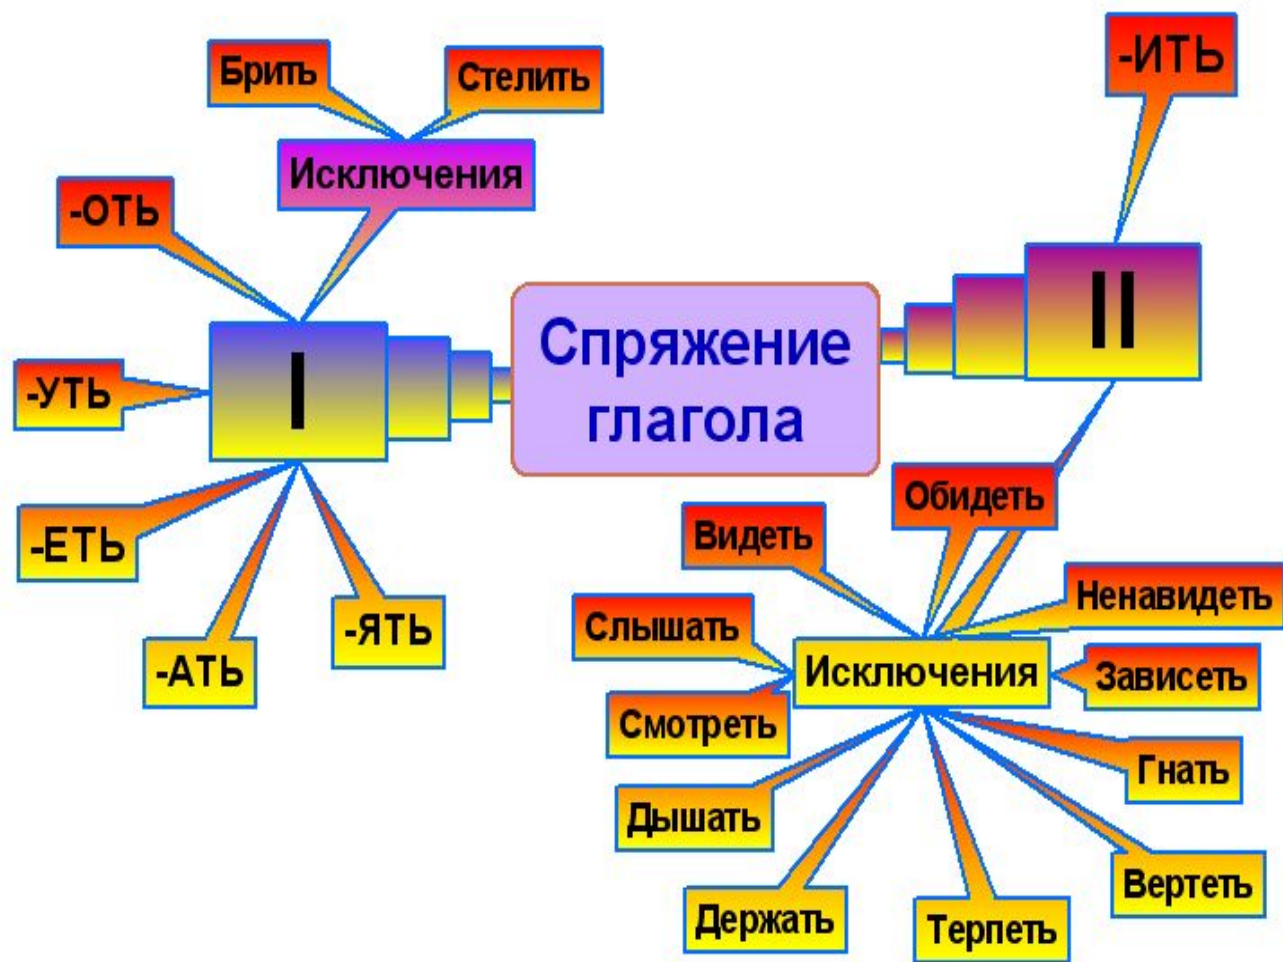 Брить
Стелить
-ИТЬ
Исключения
-ОТЬ
I
II
Спряжение
глагола
-УТЬ
-ЕТЬ
-АТЬ
-ЯТЬ
Обидеть
Видеть
Ненавидеть
Слышать
Исключения
Зависеть
Смотреть
Гнать
Дышать
Вертеть
Держать
Терпеть